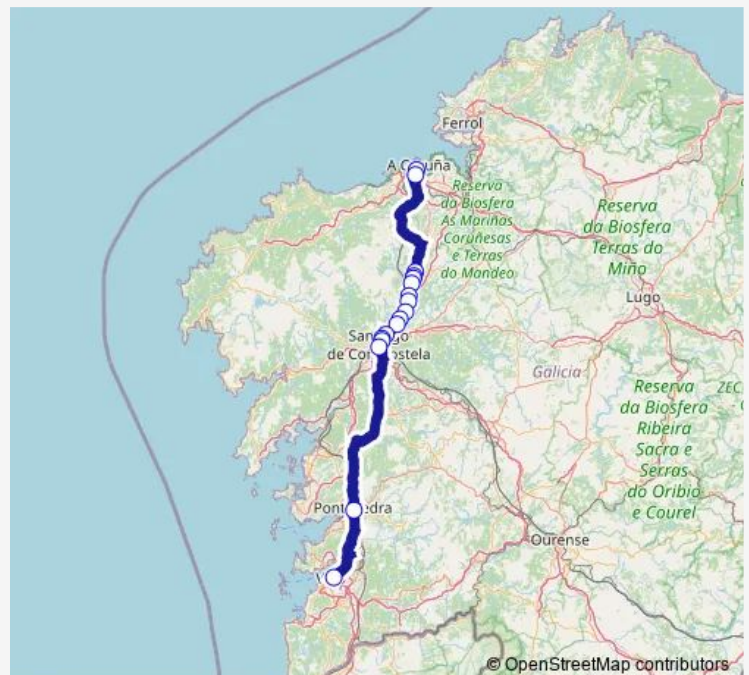 Ferrol
A Coruña
Reserva
da Biosfera
As Mariñas
Coruñesas
e Terras
do Mandeo
Reserva
da Biosfera
Terras do
Miño
Lugo
Santiago
de Compostela
Galicia
Reserva
da Biosfera
Ribeira
Sacra e
Serras
do Oribio
e Courel
ZEC
Pontevedra
Ourense
© OpenStreetMap contributors